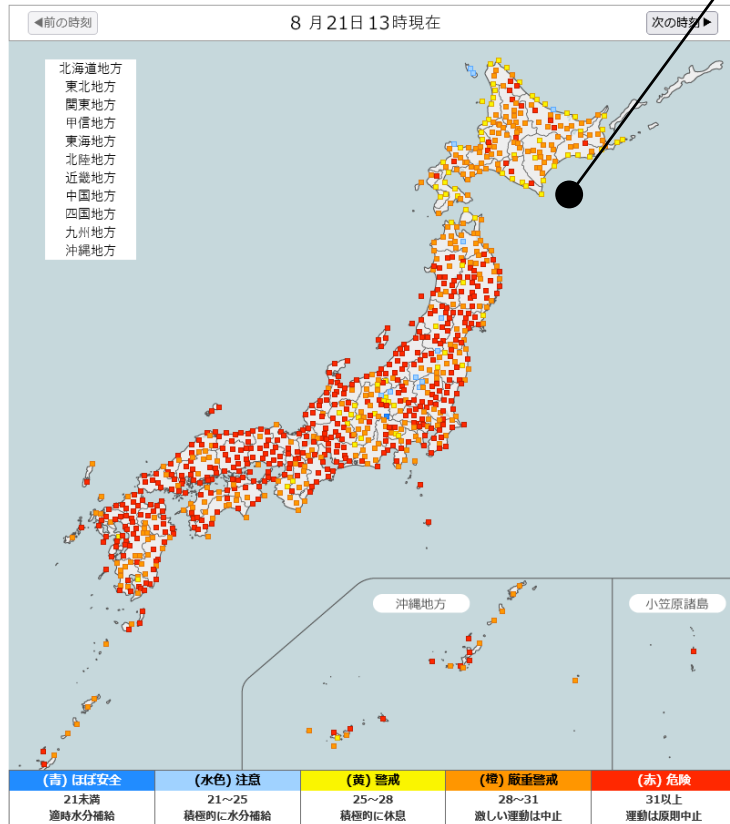 ◀前の時刻
8 月21日13時現在
次の時刻▶
北海道地方
東北地方
関東地方
甲信地方
東海地方
北陸地方
近畿地方
中国地方
四国地方
九州地方
沖縄地方
沖縄地方
小笠原諸島
(青) ほぼ安全
(水色) 注意
(黄) 警戒
(橙) 厳重警戒
(赤) 危険
21未満
21～25
25～28
28～31
31以上
適時水分補給
積極的に水分補給
積極的に休息
激しい運動は中止
運動は原則中止